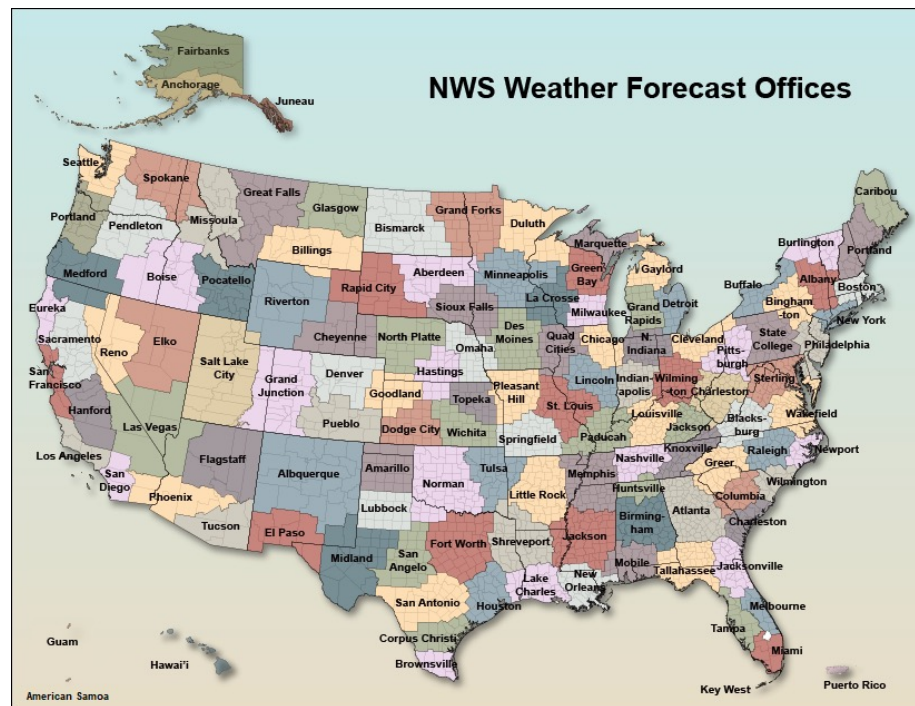 Fairbanks
Anchorage
Juneau
NWS Weather Forecast Offices
Seattle
Spokane
Great Falls
Glasgow
Missoula
Portland
Pendleton
Bismarck
Grand Forks
Duluth
Caribou
Billings
Marquette
Burlington
Portland
Medford
Boise
Pocatello
Riverton
Rapid City
Aberdeen
Minneapolis
Green
Bay
Gaylord
Buffalo
Albany
Boston
Eureka
Sioux Falls
La Crosse
Milwaukee
Grand
Rapids
Detroit
Bingham
-ton
New York
Sacramento
Reno
Elko
Salt Lake
City
Cheyenne
North Platte
Omaha
Des
Moines
Quad
Cities
Chicago
N.
Indiana
Cleveland
State
College
Pitts-
burgh
Philadelphia
San
Francisco
Hanford
Grand
Junction
Denver
Hastings
Goodland
Topeka
Pleasant
Hill
Lincoln
Indian-
apolis
Wilming
-ton
Charleston
Sterling
Las Vegas
Pueblo
Dodge City
Wichita
St. Louis
Springfield
Paducah
Louisville
Jackson
Blacks-
burg
Wakefield
Los Angeles
Flagstaff
Albquerque
Amarillo
Norman
Tulsa
Memphis
Nashville
Knoxville
Greer
Raleigh
Newport
San
Diego
Phoenix
Tucson
Lubbock
Little Rock
Huntsville
Atlanta
Columbia
Wilmington
El Paso
Midland
San
Angelo
Fort Worth
Shreveport
Jackson
Birming-
ham
Charleston
San Antonio
Houston
Lake
Charles
New
Orleans
Mobile
Tallahassee
Jacksonville
Corpus Christi
Brownsville
Melbourne
Tampa
Miami
Key West
Guam
Hawai'i
American Samoa
Puerto Rico